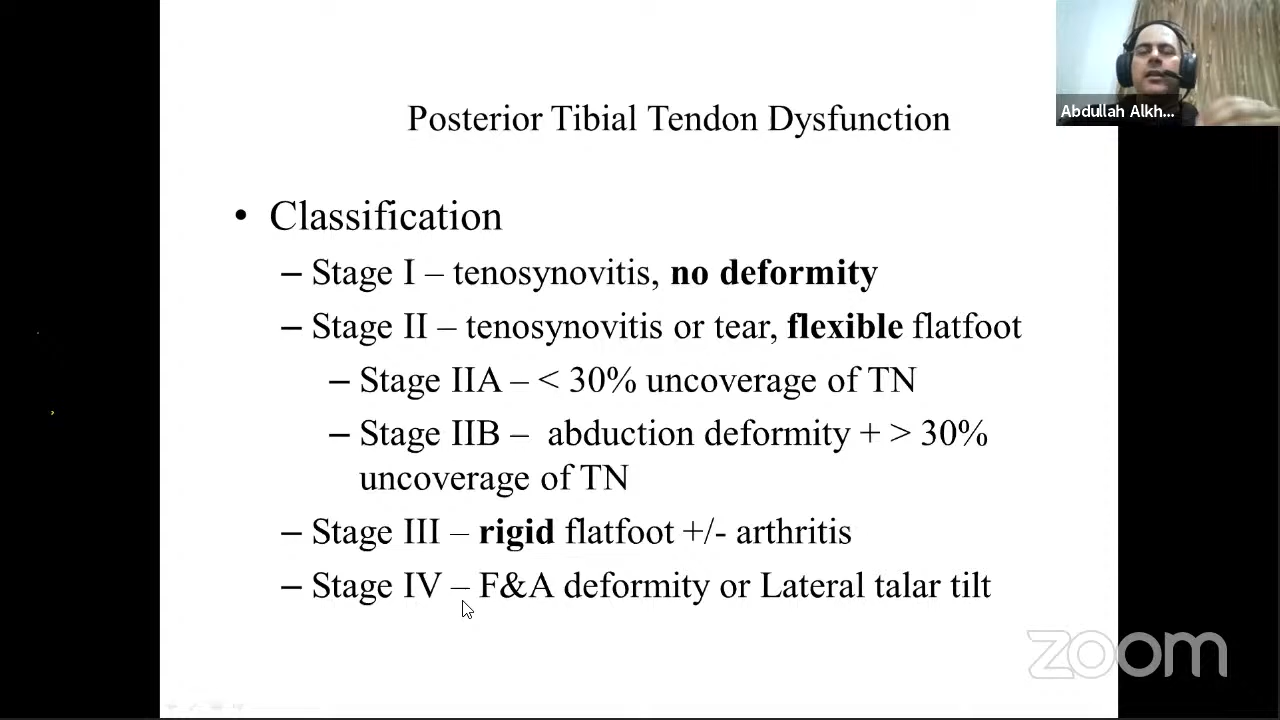 Posterior Tibial Tendon Dysfunction
• Classification
– Stage I – tenosynovitis, no deformity
– Stage II – tenosynovitis or tear, flexible flatfoot
– Stage IIA – < 30% uncoverage of TN
– Stage IIB – abduction deformity + > 30%
uncoverage of TN
– Stage III – rigid flatfoot +/- arthritis
– Stage IV – F&A deformity or Lateral talar tilt
Abdullah Alkh...
zoom